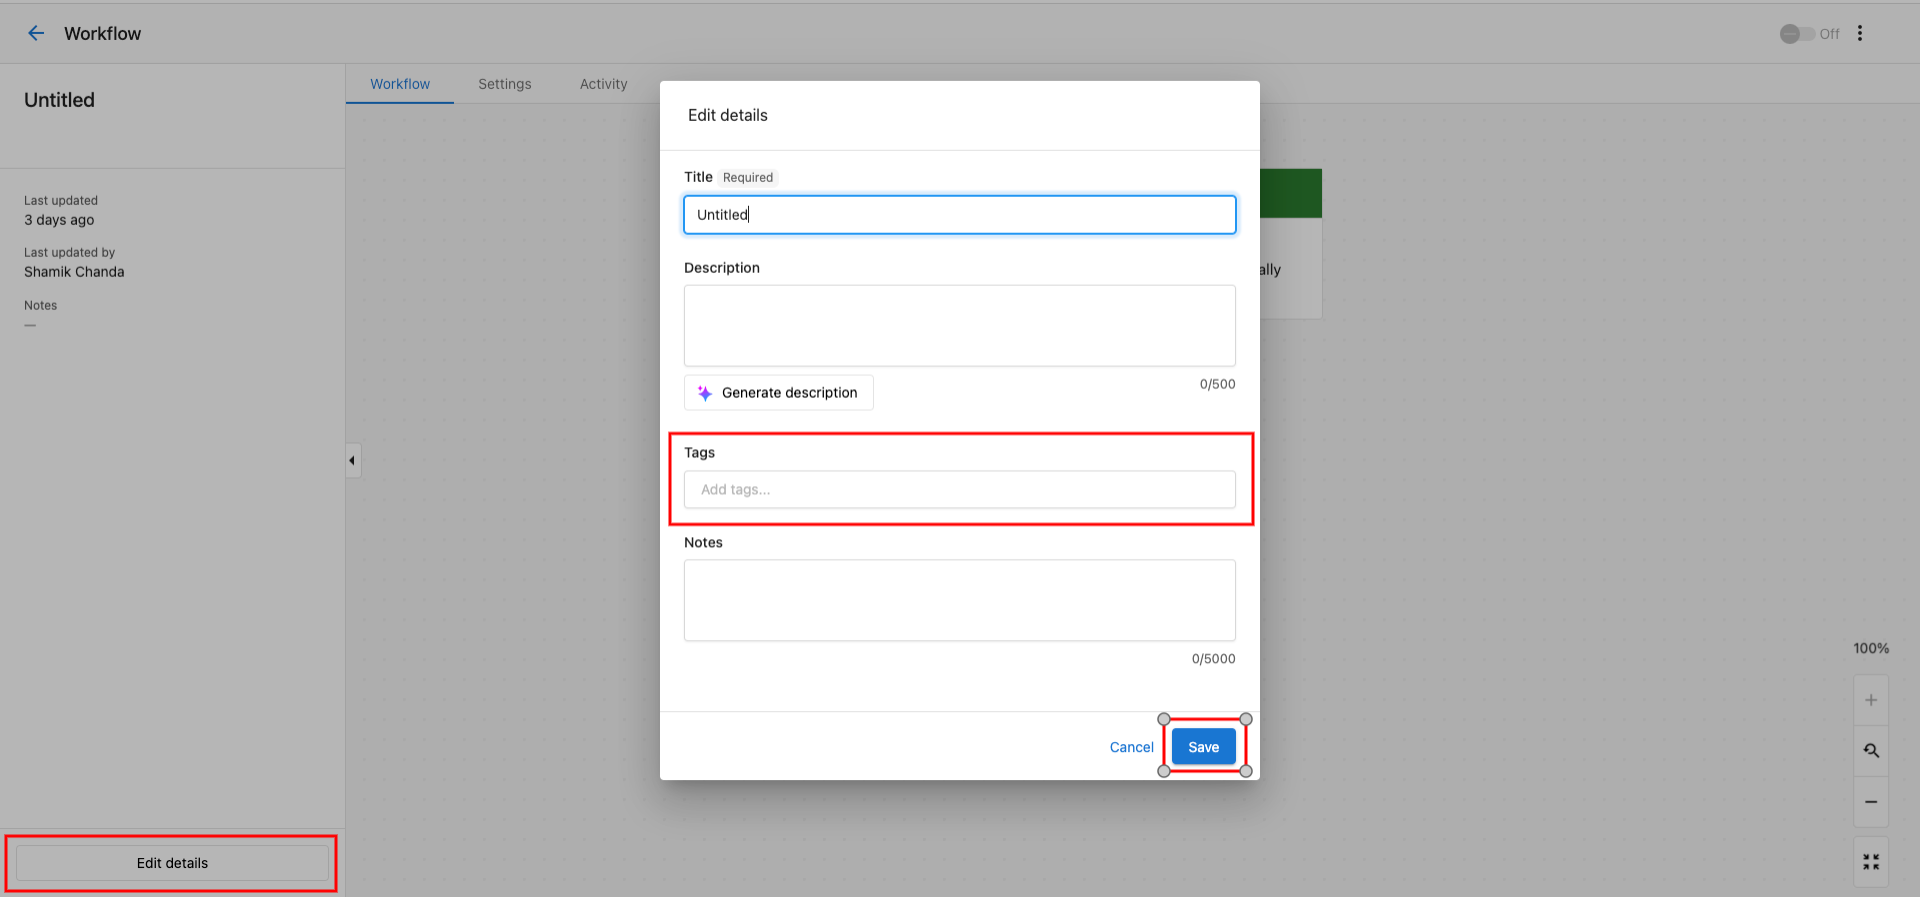 Workflow
Off
Untitled
Workflow
Settings
Activity
Last updated
3 days ago
Last updated by
Shamik Chanda
Notes
—
Edit details
Edit details
Title Required
Untitled
Description
0/500
Generate description
Tags
Add tags...
Notes
0/5000
Cancel
Save
ally
100%